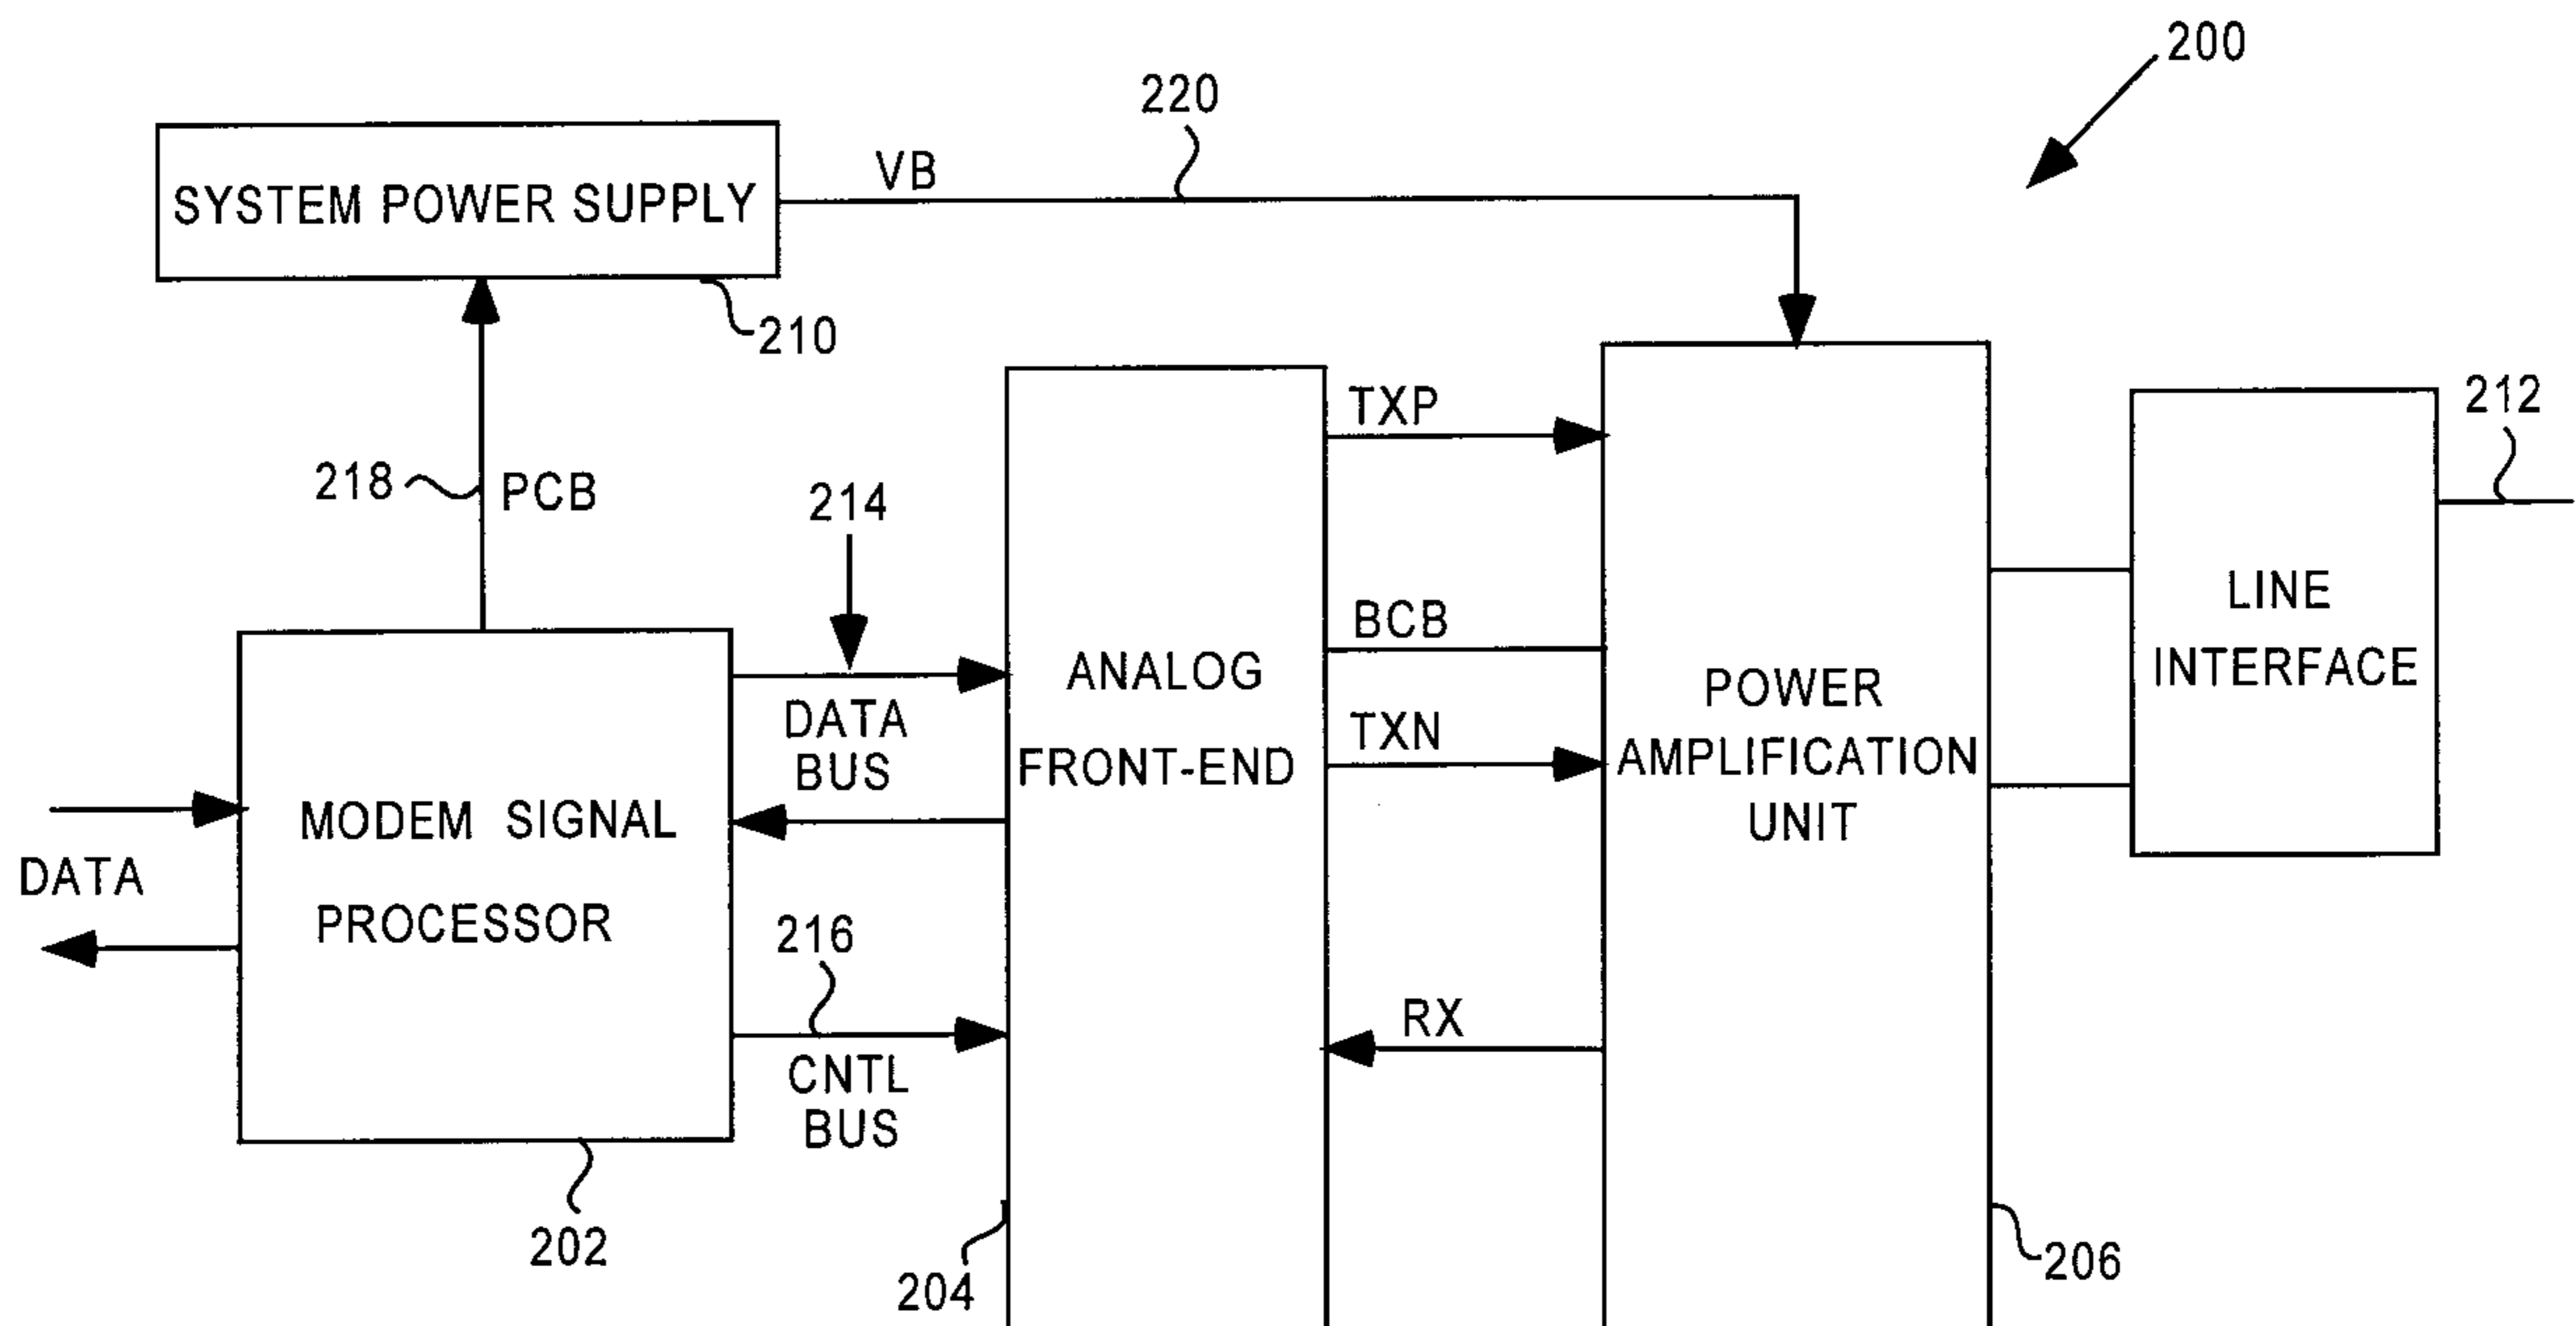 200
220
VB
SYSTEM POWER SUPPLY
210
TXP
212
218
PCB
214
BCB
LINE
INTERFACE
ANALOG
FRONT-END
POWER
AMPLIFICATION
UNIT
DATA
BUS
TXN
MODEM SIGNAL
PROCESSOR
DATA
216
RX
CNTL
BUS
202
204
206